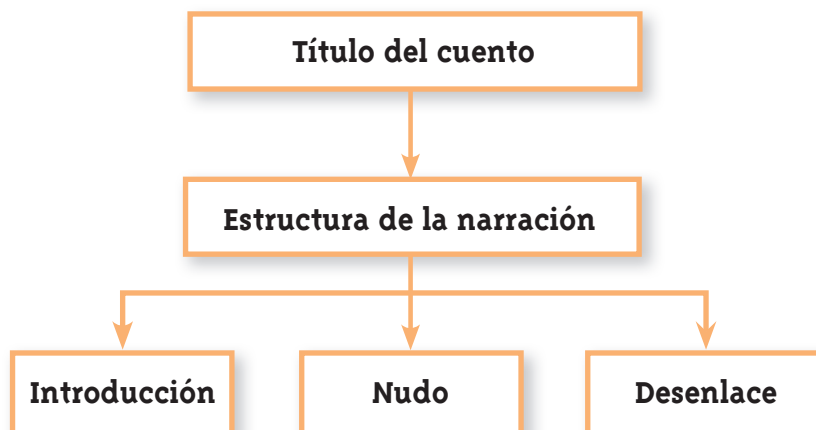 Título del cuento
Estructura de la narración
Introducción
Nudo
Desenlace